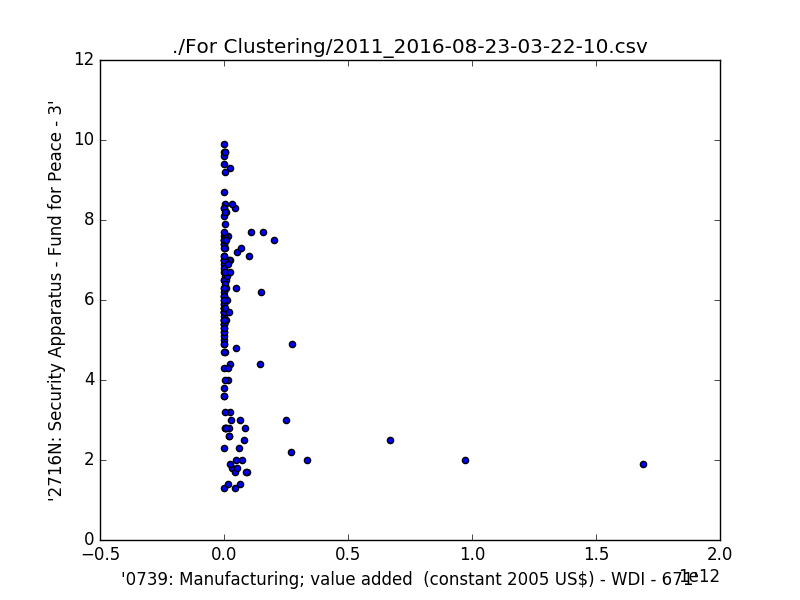 ./For Clustering/2011_2016-08-23-03-22-10.csv
12
10
8
6
4
2
0
'2716N: Security Apparatus - Fund for Peace - 3'
−0.5 0.0 0.5 1.0 1.5 2.0
1e12
'0739: Manufacturing; value added  (constant 2005 US$) - WDI - 671'